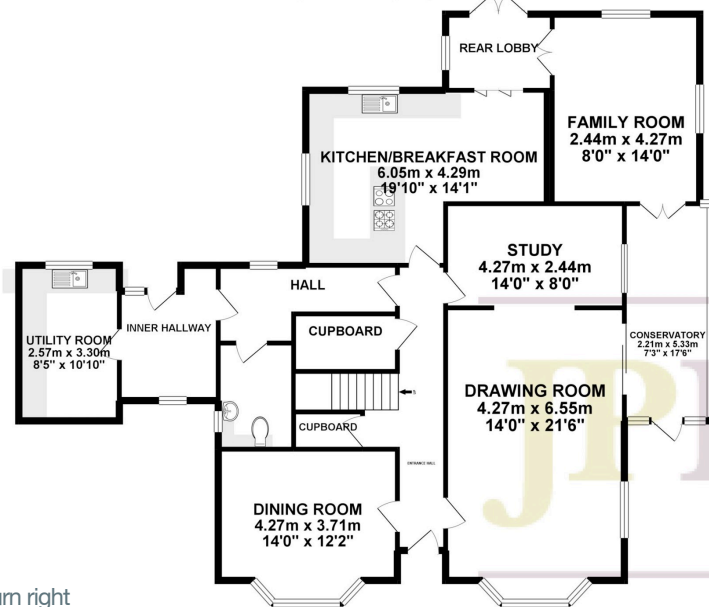 REAR LOBBY
FAMILY ROOM
2.44m x 4.27m
8'0" x 14'0"
KITCHEN/BREAKFAST ROOM
6.05m x 4.29m
19'10" x 14'1"
STUDY
4.27m x 2.44m
14'0" x 8'0"
HALL
INNER HALLWAY
UTILITY ROOM
2.57m x 3.30m
8'5" x 10'10"
CUPBOARD
CONSERVATORY
2.21m x 5.33m
7'3" x 17'6"
DRAWING ROOM
4.27m x 6.55m
14'0" x 21'6"
CUPBOARD
ENTRANCE HALL
DINING ROOM
4.27m x 3.71m
14'0" x 12'2"
JP
urn right